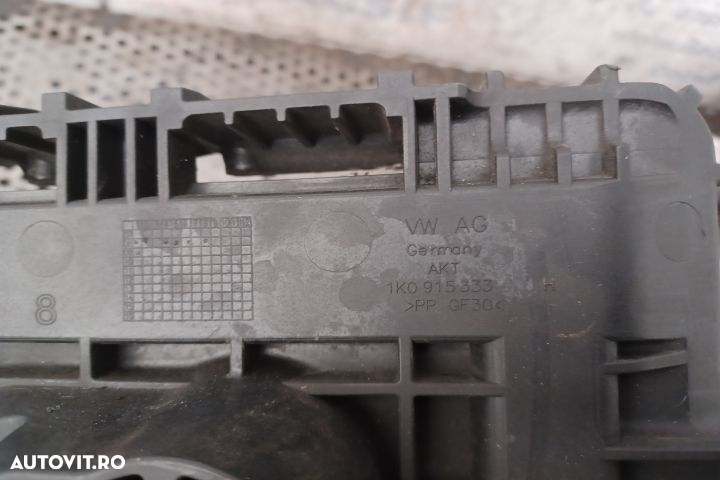 VW AG
Germany
AKT
1K0 915 333 H
>PP GF30<
8
AUTOVIT.RO